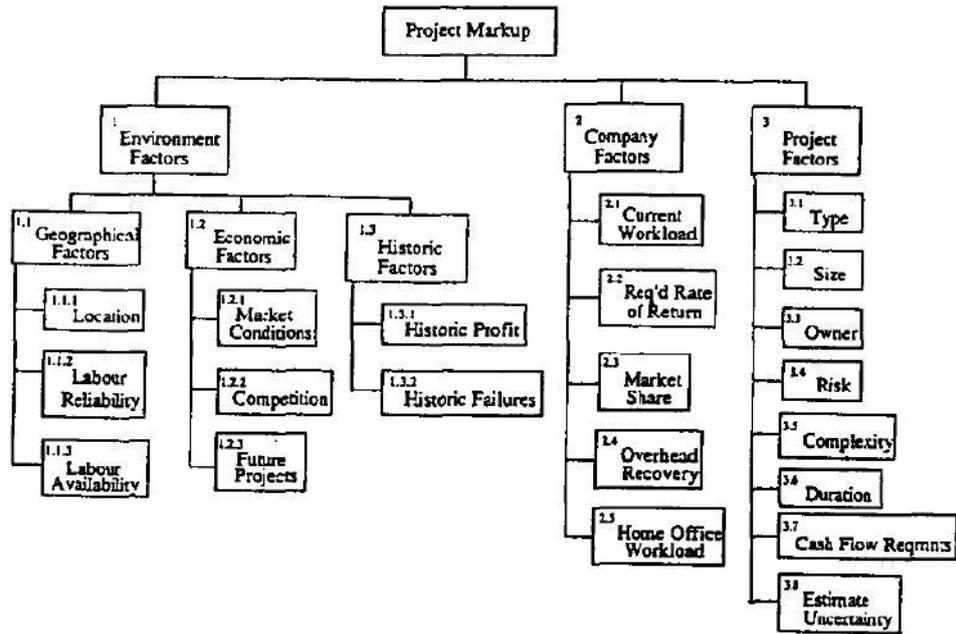 Project Markup
1
Environment
Factors
2
Company
Factors
3
Project
Factors
1.1
Geographical
Factors
1.1.1
Location
1.1.2
Labour
Reliability
1.1.3
Labour
Availability
1.2
Economic
Factors
1.2.1
Market
Conditions
1.2.2
Competition
1.2.3
Future
Projects
1.3
Historic
Factors
1.3.1
Historic Profit
1.3.2
Historic Failures
2.1
Current
Workload
2.2
Req'd Rate
of Return
2.3
Market
Share
2.4
Overhead
Recovery
2.5
Home Office
Workload
3.1
Type
3.2
Size
3.3
Owner
3.4
Risk
3.5
Complexity
3.6
Duration
3.7
Cash Flow Reqmnts
3.8
Estimate
Uncertainty